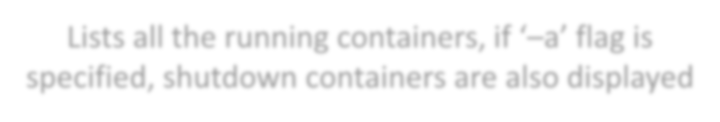 Lists all the running containers, if ‘–a’ flag is
specified, shutdown containers are also displayed